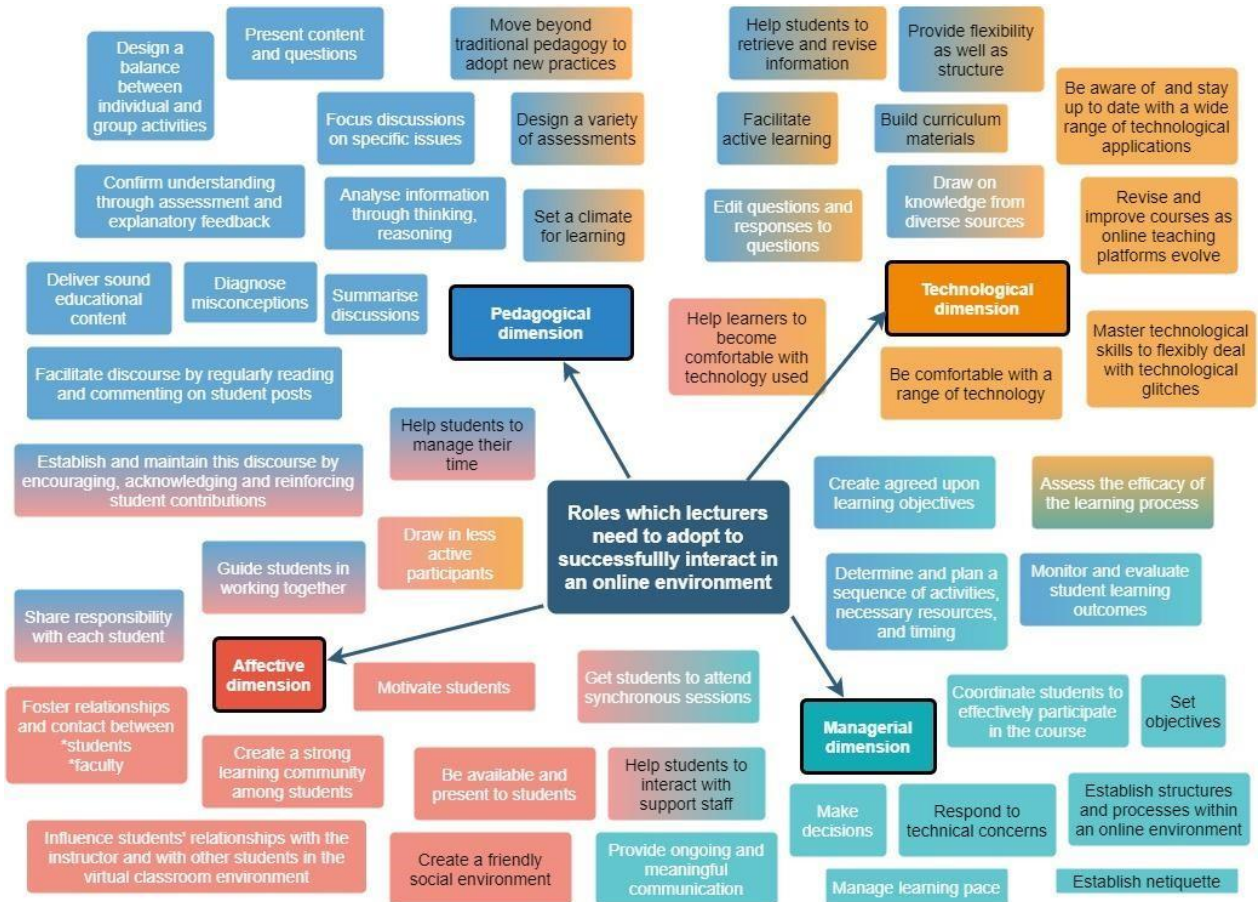 Design a
balance
between
individual and
group activities
Present content
and questions
Move beyond
traditional pedagogy to
adopt new practices
Help students to
retrieve and revise
information
Provide flexibility
as well as
structure
Focus discussions
on specific issues
Design a variety
of assessments
Facilitate
active learning
Build curriculum
materials
Be aware of and stay
up to date with a wide
range of technological
applications
Confirm understanding
through assessment and
explanatory feedback
Analyse information
through thinking,
reasoning
Set a climate
for learning
Edit questions and
responses to
questions
Draw on
knowledge from
diverse sources
Revise and
improve courses as
online teaching
platforms evolve
Deliver sound
educational
content
Diagnose
misconceptions
Summarise
discussions
Pedagogical
dimension
Technological
dimension
Help learners to
become
comfortable with
technology used
Be comfortable with a
range of technology
Master technological
skills to flexibly deal
with technological
glitches
Facilitate discourse by regularly reading
and commenting on student posts
Help students to
manage their
time
Establish and maintain this discourse by
encouraging, acknowledging and reinforcing
student contributions
Roles which lecturers
need to adopt to
successfullly interact in
an online environment
Create agreed upon
learning objectives
Assess the efficacy of
the learning process
Draw in less
active
participants
Guide students in
working together
Determine and plan a
sequence of activities,
necessary resources,
and timing
Monitor and evaluate
student learning
outcomes
Share responsibility
with each student
Affective
dimension
Motivate students
Get students to attend
synchronous sessions
Managerial
dimension
Coordinate students to
effectively participate
in the course
Set
objectives
Foster relationships
and contact between
*students
*faculty
Create a strong
learning community
among students
Be available and
present to students
Help students to
interact with
support staff
Make
decisions
Respond to
technical concerns
Establish structures
and processes within
an online environment
Influence students' relationships with the
instructor and with other students in the
virtual classroom environment
Create a friendly
social environment
Provide ongoing and
meaningful
communication
Manage learning pace
Establish netiquette